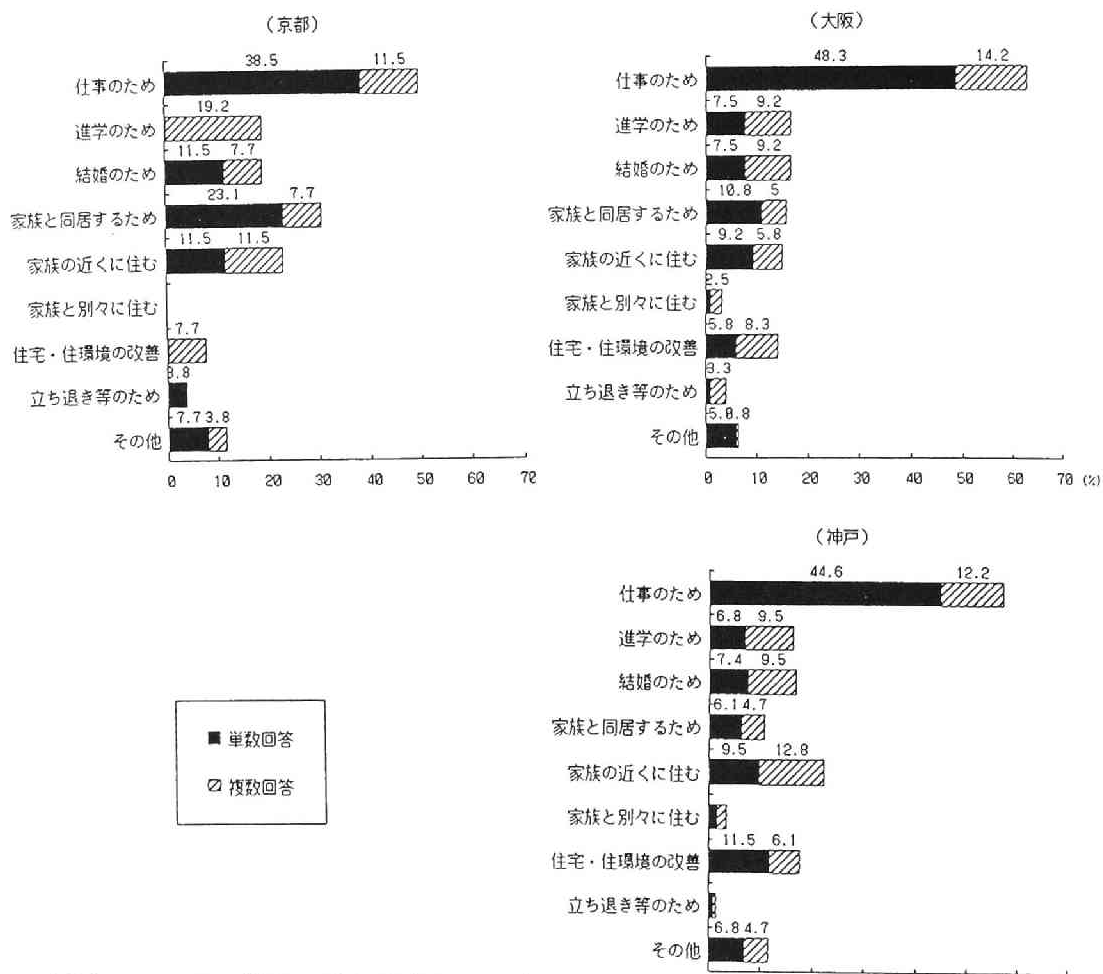 （京都）
38.5 11.5
仕事のため
19.2
進学のため
11.5 7.7
結婚のため
23.1 7.7
家族と同居するため
11.5 11.5
家族の近くに住む
家族と別々に住む
7.7
住宅・住環境の改善
3.8
立ち退き等のため
7.7 3.8
その他
0 10 20 30 40 50 60 70
（大阪）
48.3 14.2
仕事のため
7.5 9.2
進学のため
7.5 9.2
結婚のため
10.8 5
家族と同居するため
9.2 5.8
家族の近くに住む
2.5
家族と別々に住む
5.8 8.3
住宅・住環境の改善
3.3
立ち退き等のため
5.0 0.8
その他
0 10 20 30 40 50 60 70 (%)
（神戸）
44.6 12.2
仕事のため
6.8 9.5
進学のため
7.4 9.5
結婚のため
6.1 4.7
家族と同居するため
9.5 12.8
家族の近くに住む
家族と別々に住む
11.5 6.1
住宅・住環境の改善
立ち退き等のため
6.8 4.7
その他
単数回答
複数回答